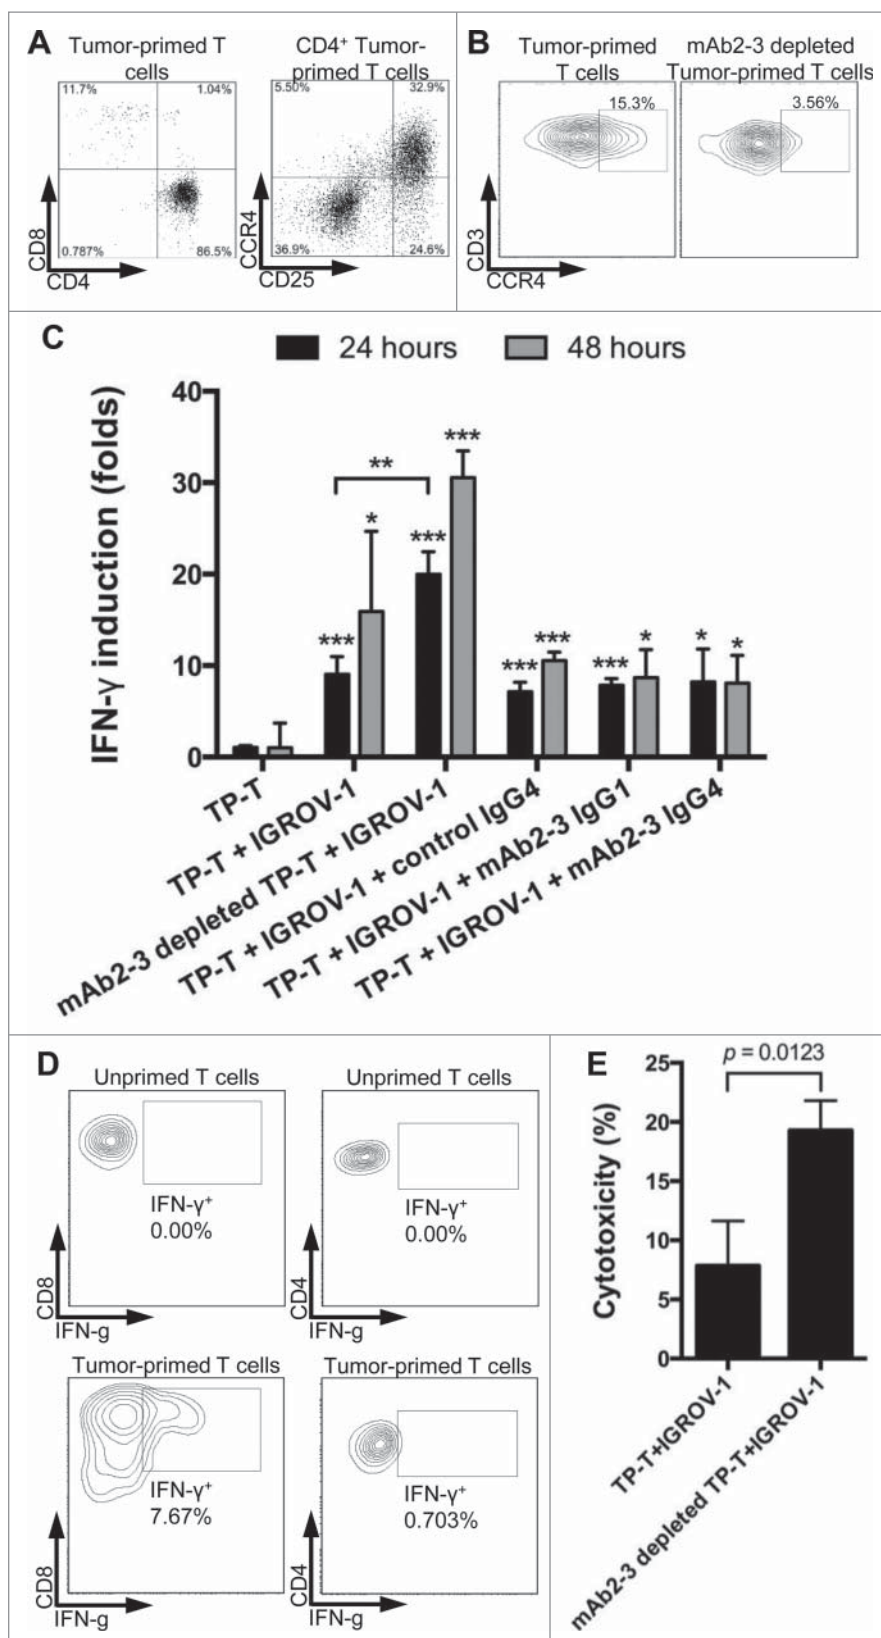 A
Tumor-primed T
cells
CD4⁺ Tumor-
primed T cells
11.7%
1.04%
0.787%
86.5%
CD8
CD4
5.50%
32.9%
36.9%
24.6%
CCR4
CD25
B
Tumor-primed
T cells
mAb2-3 depleted
Tumor-primed T cells
15.3%
3.56%
CD3
CCR4
C
24 hours
48 hours
IFN-γ induction (folds)
40
30
20
10
0
***
*
**
***
***
***
***
***
*
*
*
TP-T
TP-T + IGROV-1
mAb2-3 depleted TP-T + IGROV-1
TP-T + IGROV-1 + control IgG4
TP-T + IGROV-1 + mAb2-3 IgG1
TP-T + IGROV-1 + mAb2-3 IgG4
D
Unprimed T cells
IFN-γ⁺
0.00%
CD8
IFN-g
Unprimed T cells
IFN-γ⁺
0.00%
CD4
IFN-g
Tumor-primed T cells
IFN-γ⁺
7.67%
CD8
IFN-g
Tumor-primed T cells
IFN-γ⁺
0.703%
CD4
IFN-g
E
p = 0.0123
Cytotoxicity (%)
25
20
15
10
5
0
TP-T+IGROV-1
mAb2-3 depleted TP-T+IGROV-1